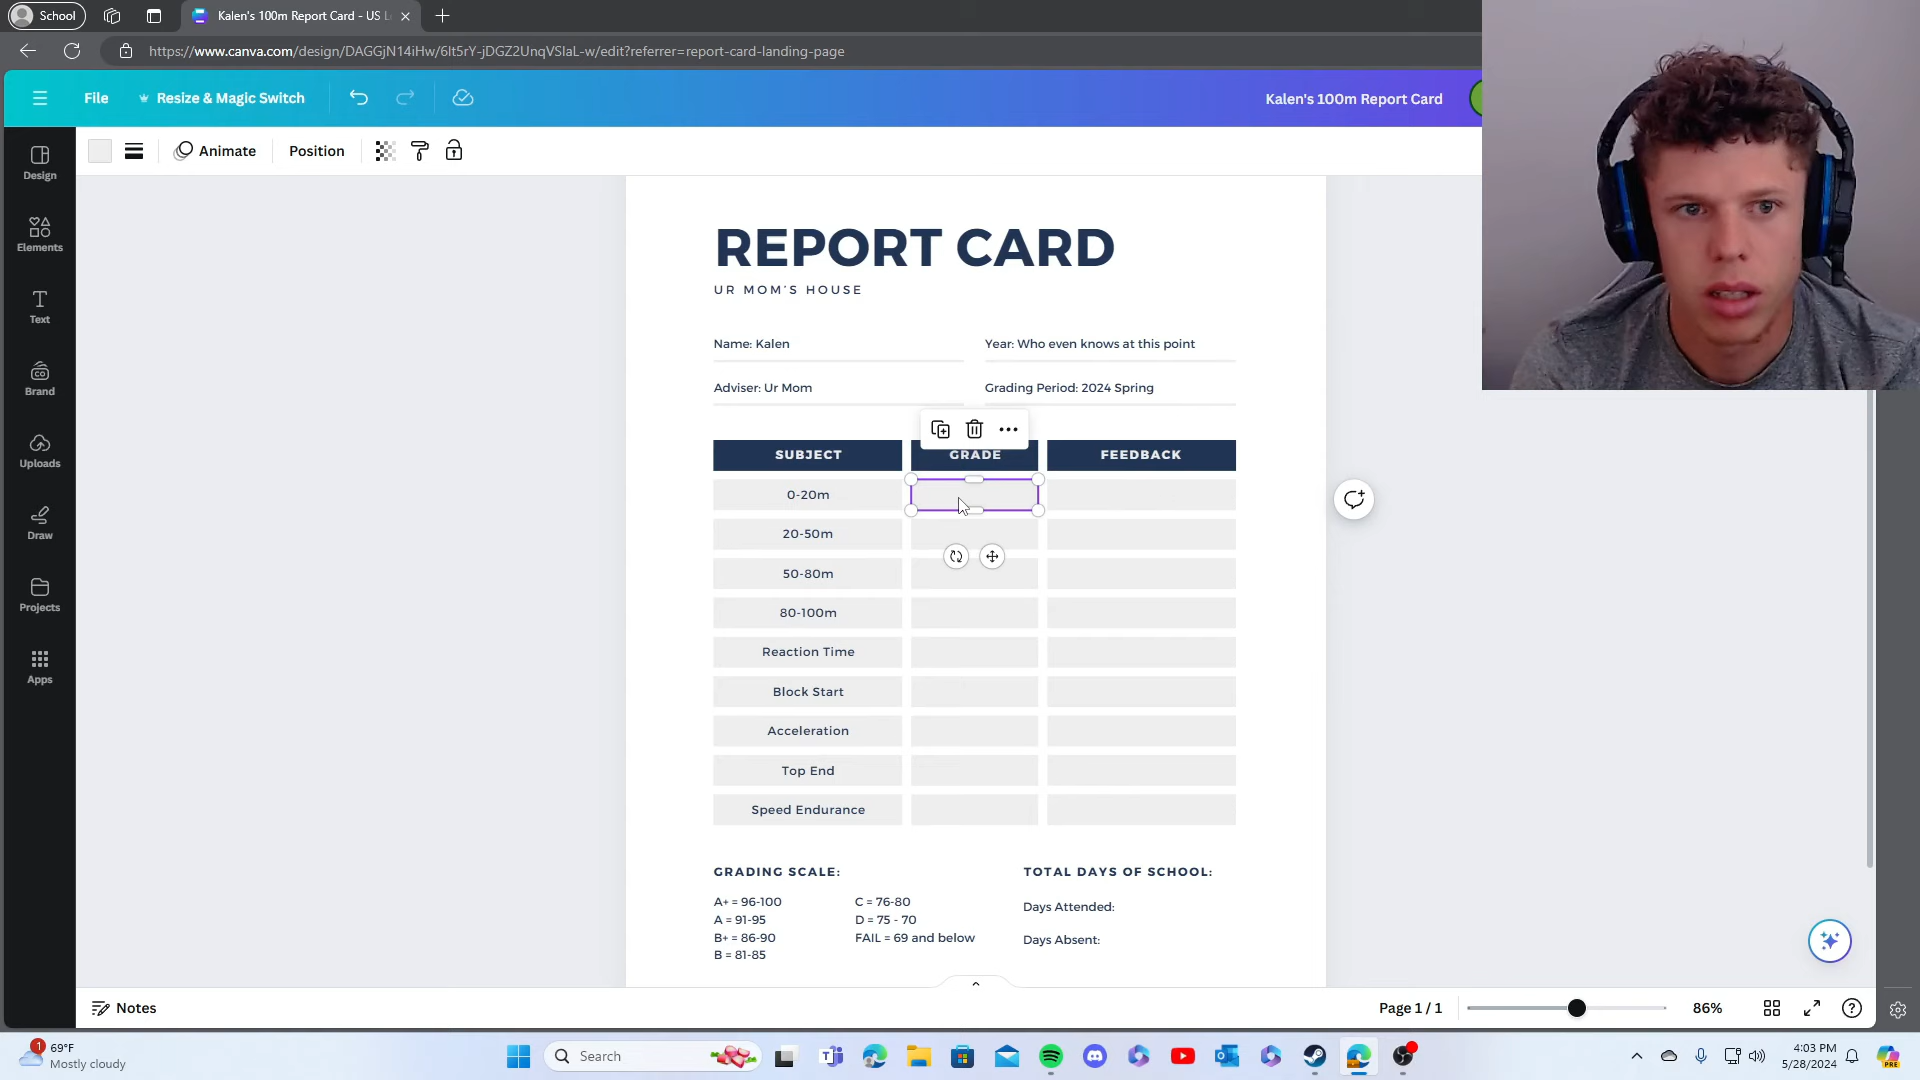 School
Kalen's 100m Report Card - US L
https://www.canva.com/design/DAGGjN14iHw/6lt5rY-jDGZ2UnqVSlaL-w/edit?referrer=report-card-landing-page
File
Resize & Magic Switch
Kalen's 100m Report Card
Animate
Position
Design
Elements
Text
Brand
Uploads
Draw
Projects
Apps
REPORT CARD
UR MOM'S HOUSE
Name: Kalen
Year: Who even knows at this point
Adviser: Ur Mom
Grading Period: 2024 Spring
SUBJECT GRADE FEEDBACK
0-20m
20-50m
50-80m
80-100m
Reaction Time
Block Start
Acceleration
Top End
Speed Endurance
GRADING SCALE:
A+ = 96-100
A = 91-95
B+ = 86-90
B = 81-85
C = 76-80
D = 75 - 70
FAIL = 69 and below
TOTAL DAYS OF SCHOOL:
Days Attended:
Days Absent:
Notes
Page 1 / 1
86%
1
69°F
Mostly cloudy
Search
4:03 PM
5/28/2024
PRE